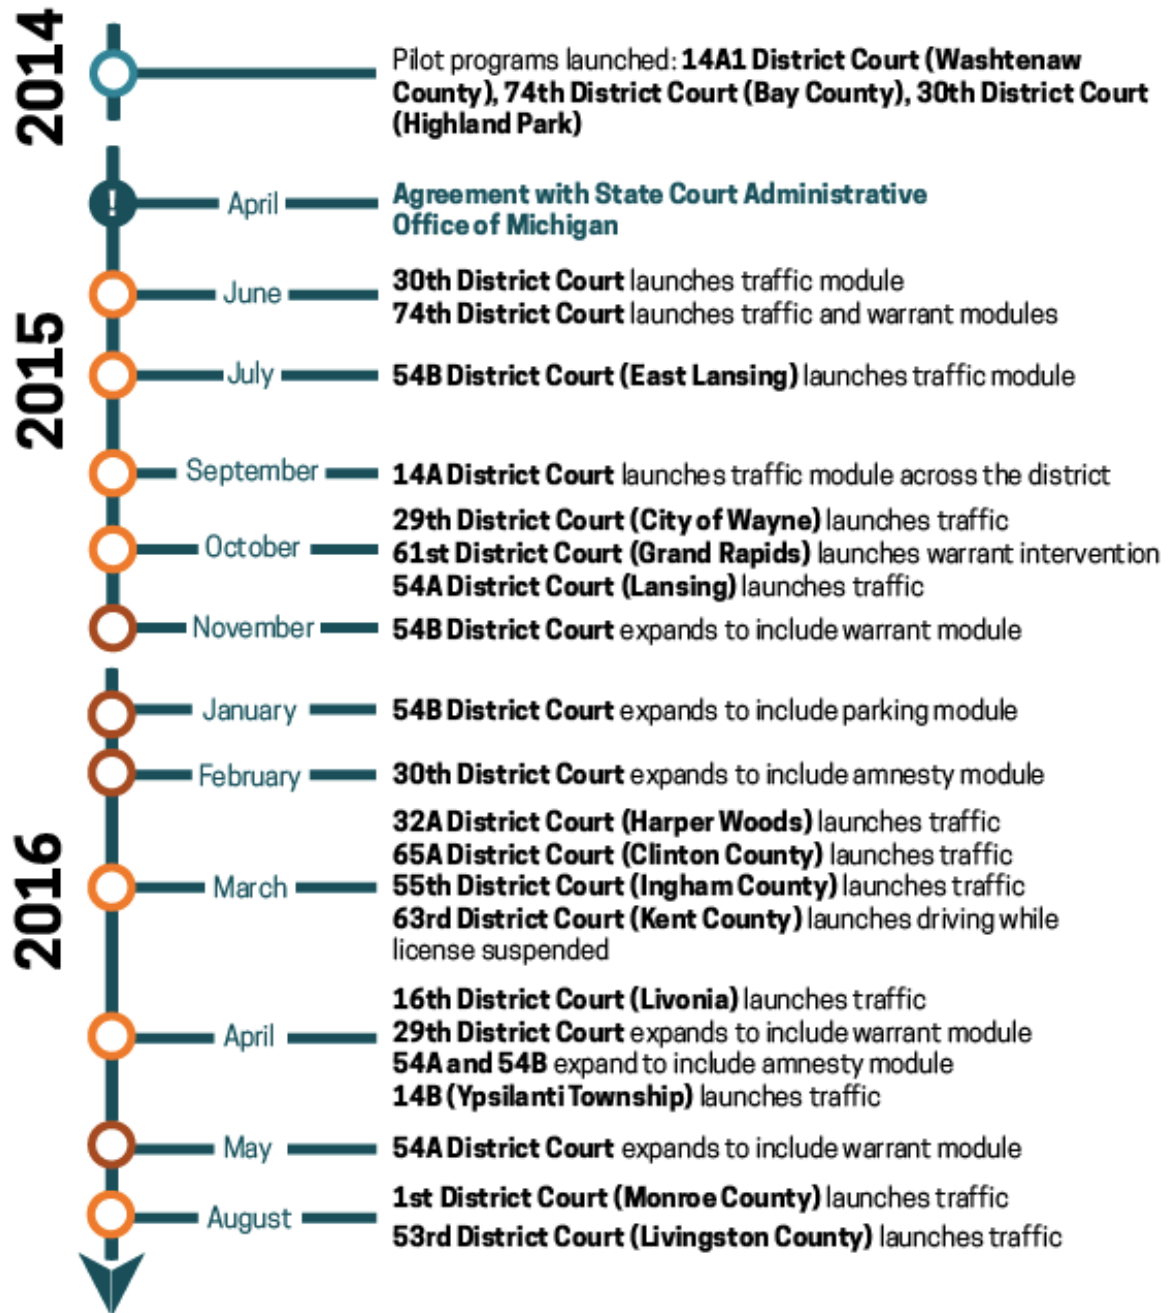 2014
Pilot programs launched: 14A1 District Court (Washtenaw
County), 74th District Court (Bay County), 30th District Court
(Highland Park)
2015
!
April
Agreement with State Court Administrative
Office of Michigan
June
30th District Court launches traffic module
74th District Court launches traffic and warrant modules
July
54B District Court (East Lansing) launches traffic module
September
14A District Court launches traffic module across the district
October
29th District Court (City of Wayne) launches traffic
61st District Court (Grand Rapids) launches warrant intervention
54A District Court (Lansing) launches traffic
November
54B District Court expands to include warrant module
2016
January
54B District Court expands to include parking module
February
30th District Court expands to include amnesty module
March
32A District Court (Harper Woods) launches traffic
65A District Court (Clinton County) launches traffic
55th District Court (Ingham County) launches traffic
63rd District Court (Kent County) launches driving while
license suspended
April
16th District Court (Livonia) launches traffic
29th District Court expands to include warrant module
54A and 54B expand to include amnesty module
14B (Ypsilanti Township) launches traffic
May
54A District Court expands to include warrant module
August
1st District Court (Monroe County) launches traffic
53rd District Court (Livingston County) launches traffic